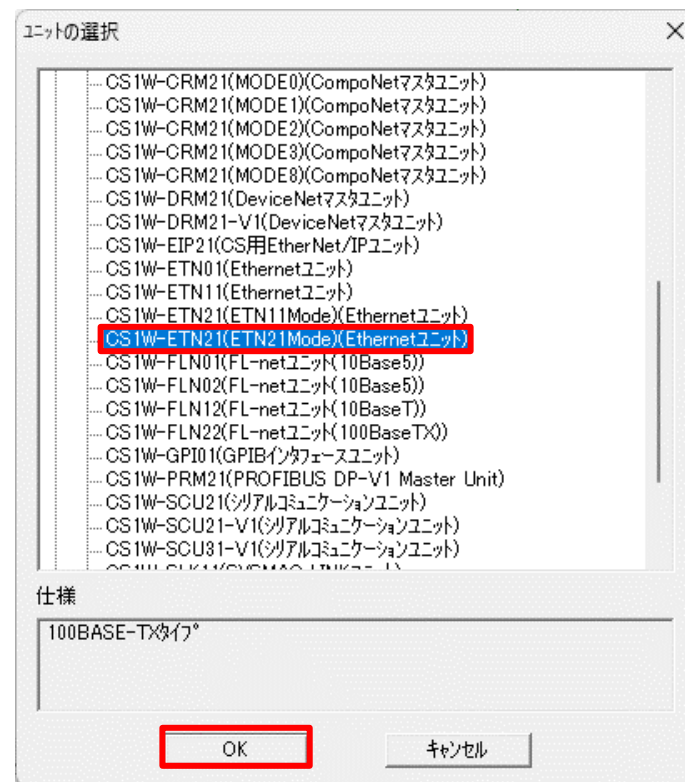 ユニットの選択
CS1W-CRM21(MODE0)(CompoNetマスタユニット)
CS1W-CRM21(MODE1)(CompoNetマスタユニット)
CS1W-CRM21(MODE2)(CompoNetマスタユニット)
CS1W-CRM21(MODE3)(CompoNetマスタユニット)
CS1W-CRM21(MODE8)(CompoNetマスタユニット)
CS1W-DRM21(DeviceNetマスタユニット)
CS1W-DRM21-V1(DeviceNetマスタユニット)
CS1W-EIP21(CS用EtherNet/IPユニット)
CS1W-ETN01(Ethernetユニット)
CS1W-ETN11(Ethernetユニット)
CS1W-ETN21(ETN11Mode)(Ethernetユニット)
CS1W-ETN21(ETN21Mode)(Ethernetユニット)
CS1W-FLN01(FL-netユニット(10Base5))
CS1W-FLN02(FL-netユニット(10Base5))
CS1W-FLN12(FL-netユニット(10BaseT))
CS1W-FLN22(FL-netユニット(100BaseTX))
CS1W-GPI01(GPIBインタフェースユニット)
CS1W-PRM21(PROFIBUS DP-V1 Master Unit)
CS1W-SCU21(シリアルコミュニケーションユニット)
CS1W-SCU21-V1(シリアルコミュニケーションユニット)
CS1W-SCU31-V1(シリアルコミュニケーションユニット)
仕様
100BASE-TXタイプ
OK
キャンセル